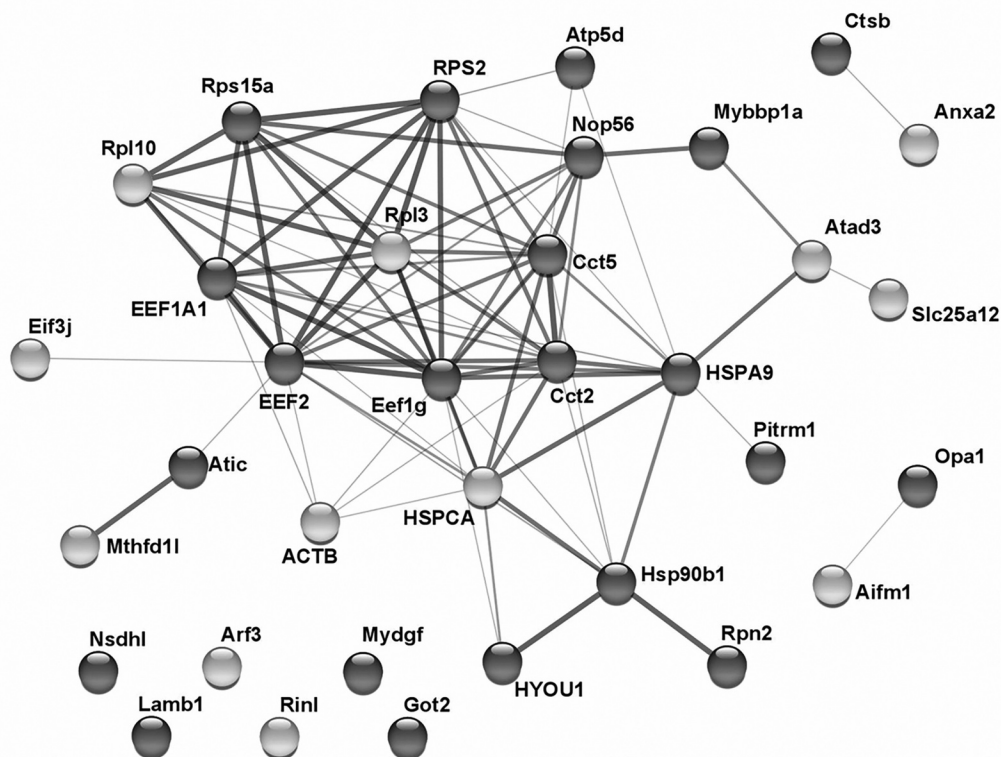 Ctsb
Atp5d
RPS2
Rps15a
Anxa2
Mybbp1a
Nop56
Rpl10
Rpl3
Atad3
Cct5
EEF1A1
Slc25a12
Eif3j
HSPA9
Cct2
EEF2
Eef1g
Pitrm1
Opa1
Atic
HSPCA
Mthfd1l
ACTB
Hsp90b1
Aifm1
Nsdhl
Arf3
Mydgf
Rpn2
HYOU1
Lamb1
Rinl
Got2